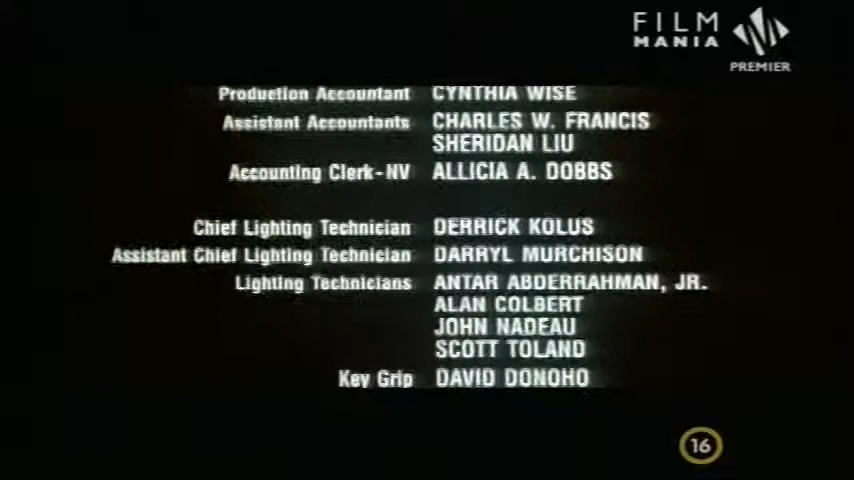 FILM
MANIA
PREMIER
Production Accountant CYNTHIA WISE
Assistant Accountants CHARLES W. FRANCIS
SHERIDAN LIU
Accounting Clerk-NV ALLICIA A. DOBBS
Chief Lighting Technician DERRICK KOLUS
Assistant Chief Lighting Technician DARRYL MURCHISON
Lighting Technicians ANTAR ABDERRAHMAN, JR.
ALAN COLBERT
JOHN NADEAU
SCOTT TOLAND
Key Grip DAVID DONOHO
16